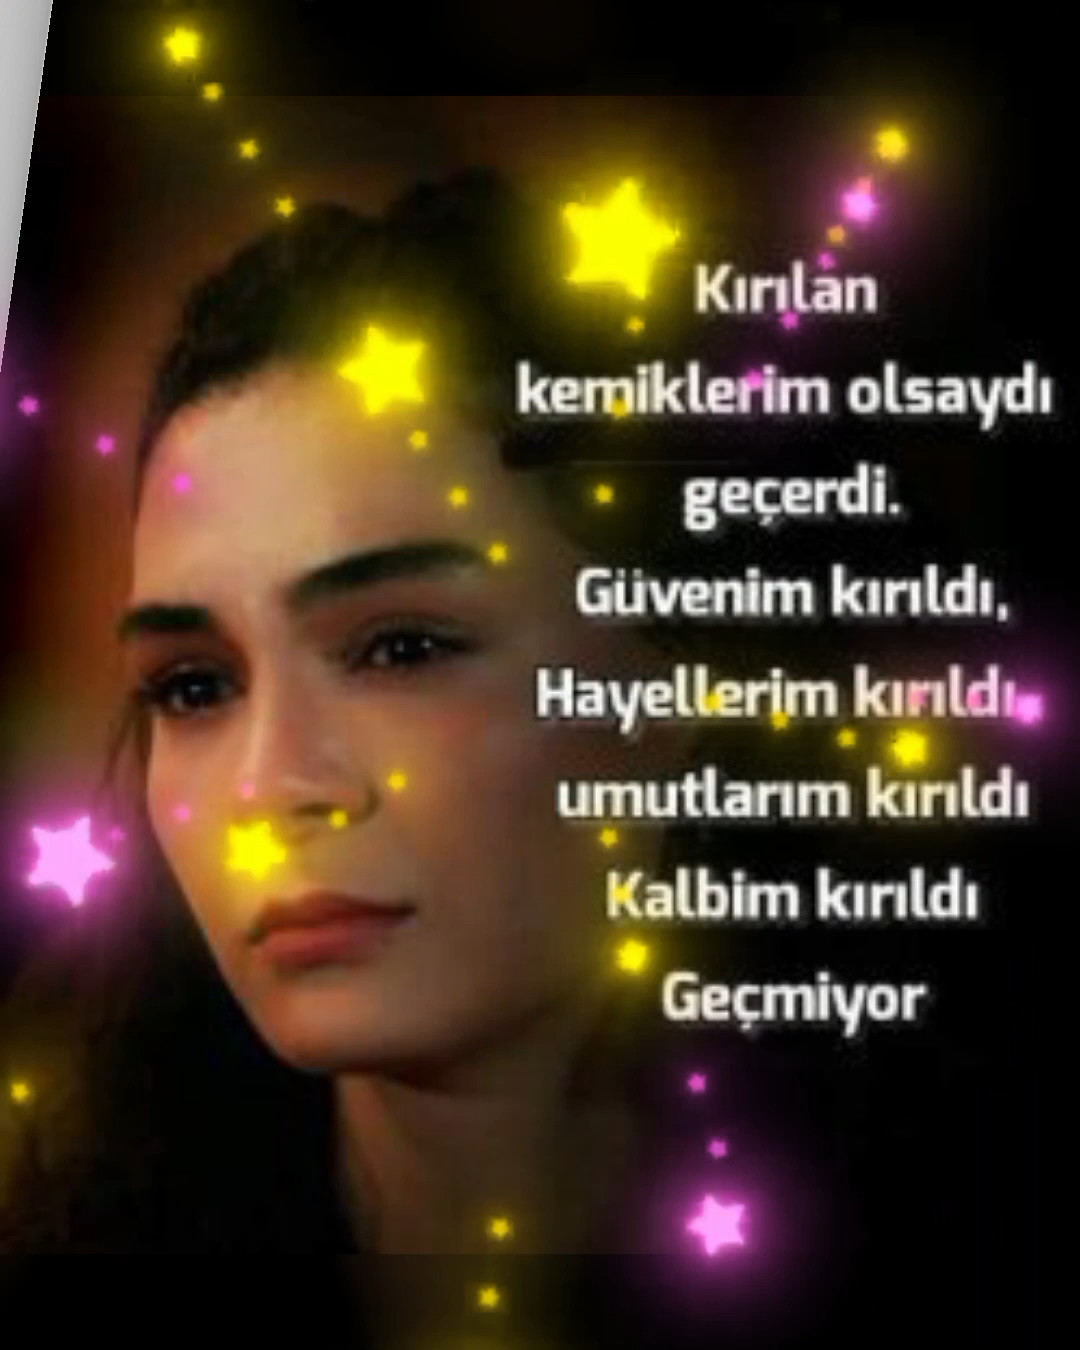 Kırılan
kemiklerim olsaydı
geçerdi.
Güvenim kırıldı,
Hayellerim kırıldı,
umutlarım kırıldı
Kalbim kırıldı
Geçmiyor